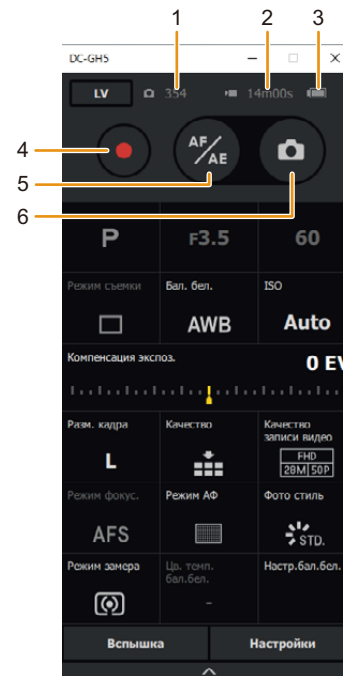 1
2
3
DC-GH5
LV 354 14m00s
4
AF/AE
5
6
P F3.5 60
Режим съемки Бал. бел. ISO
AWB Auto
Компенсация экспоз. 0 EV
Разм. кадра Качество Качество
записи видео
L FHD
28M 50P
Режим фокус. Режим АФ Фото стиль
AFS STD.
Режим замера Цв. темп.
бал.бел. Настр.бал.бел.
-
Вспышка Настройки